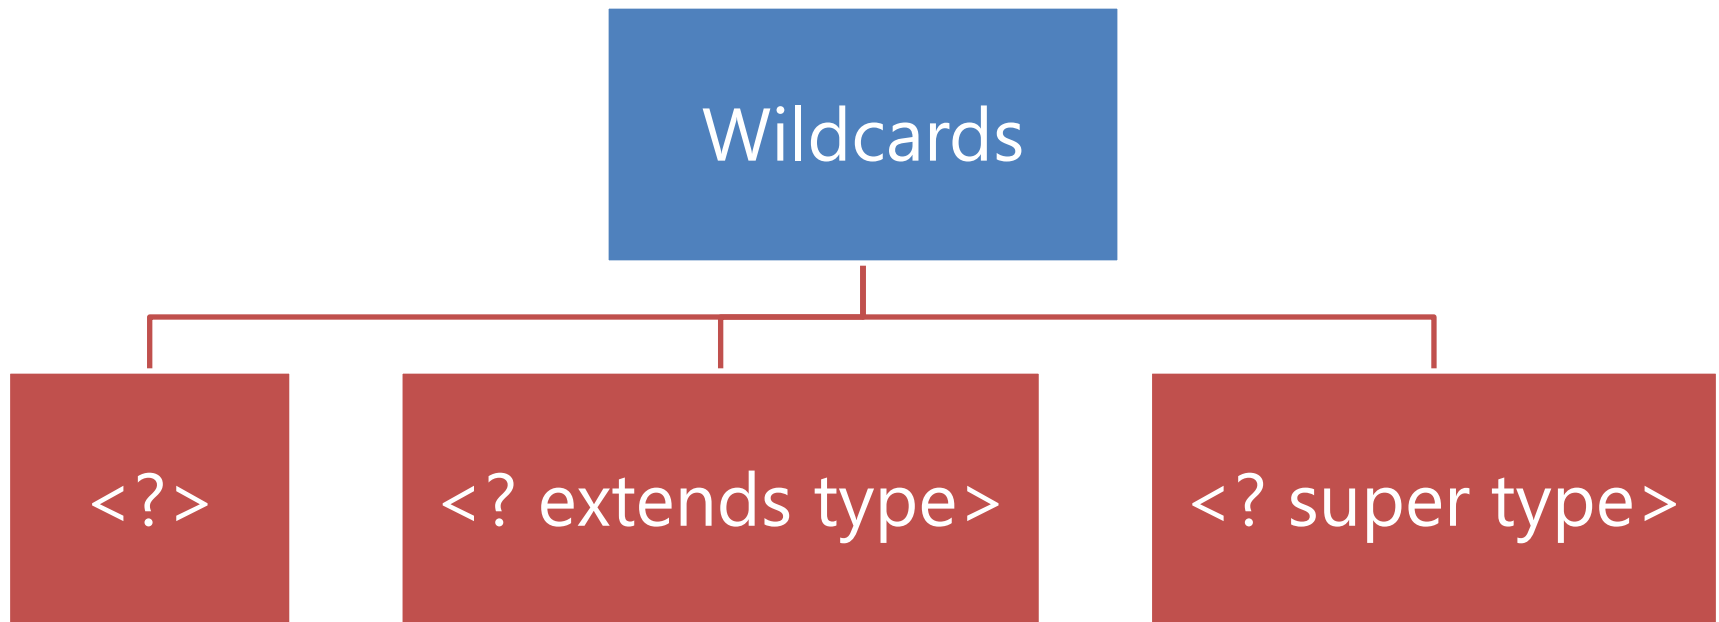 Wildcards
<?>
<? extends type>
<? super type>